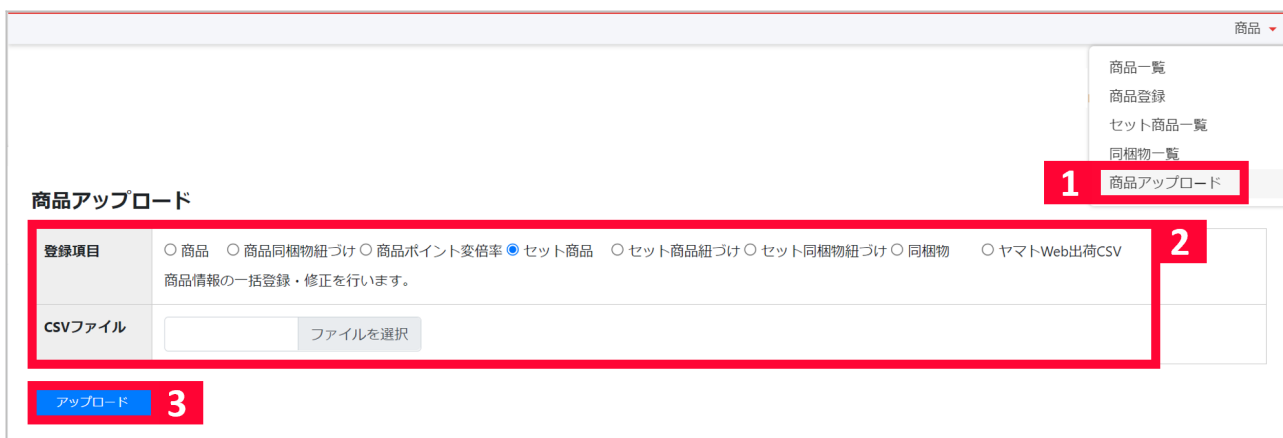 商品
商品一覧
商品登録
セット商品一覧
同梱物一覧
1 商品アップロード
商品アップロード
2
登録項目 商品 商品同梱物紐づけ 商品ポイント変倍率 セット商品 セット商品紐づけ セット同梱物紐づけ 同梱物 ヤマトWeb出荷CSV
商品情報の一括登録・修正を行います。
CSVファイル ファイルを選択
アップロード 3